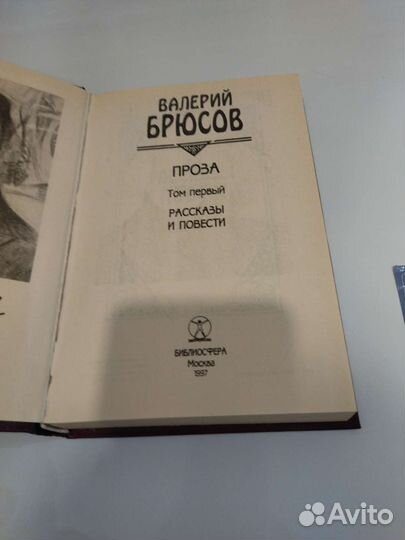 ВАЛЕРИЙ
БРЮСОВ
ПРОЗА
Том первый
РАССКАЗЫ
И ПОВЕСТИ
БИБЛИОСФЕРА
Москва
1997
Avito